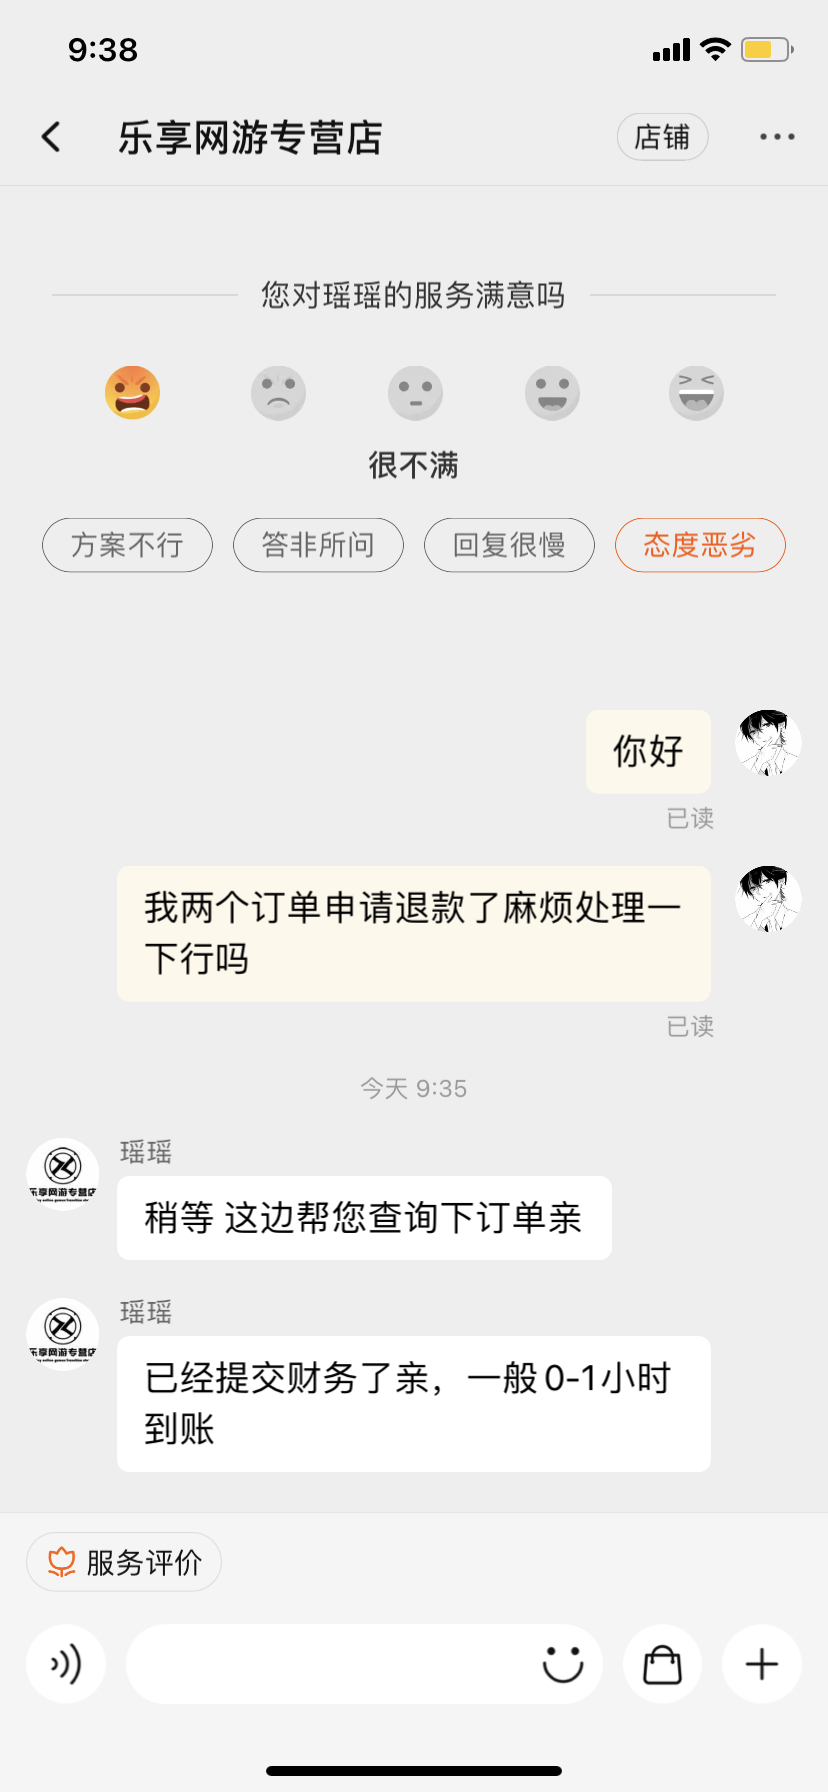 9:38
乐享网游专营店
店铺
您对瑶瑶的服务满意吗
很不满
方案不行
答非所问
回复很慢
态度恶劣
你好
已读
我两个订单申请退款了麻烦处理一
下行吗
已读
今天 9:35
瑶瑶
乐享网游专营店
稍等 这边帮您查询下订单亲
瑶瑶
乐享网游专营店
已经提交财务了亲，一般0-1小时
到账
服务评价